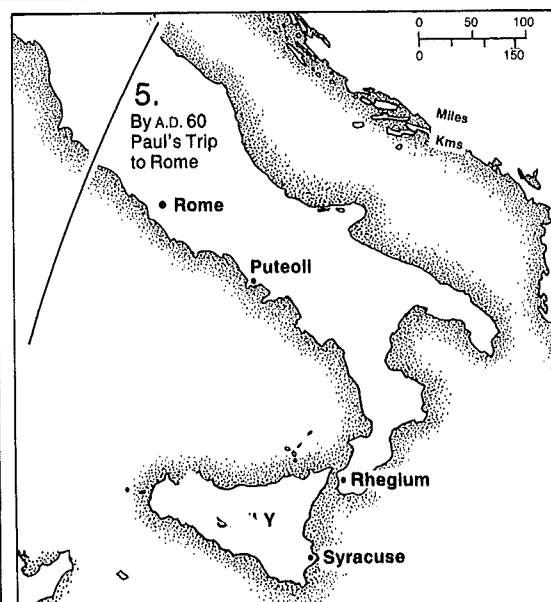 0 50 100
0 150
Miles
Kms
5.
By A.D. 60
Paul's Trip
to Rome
Rome
Puteoli
Rhegium
Y
Syracuse